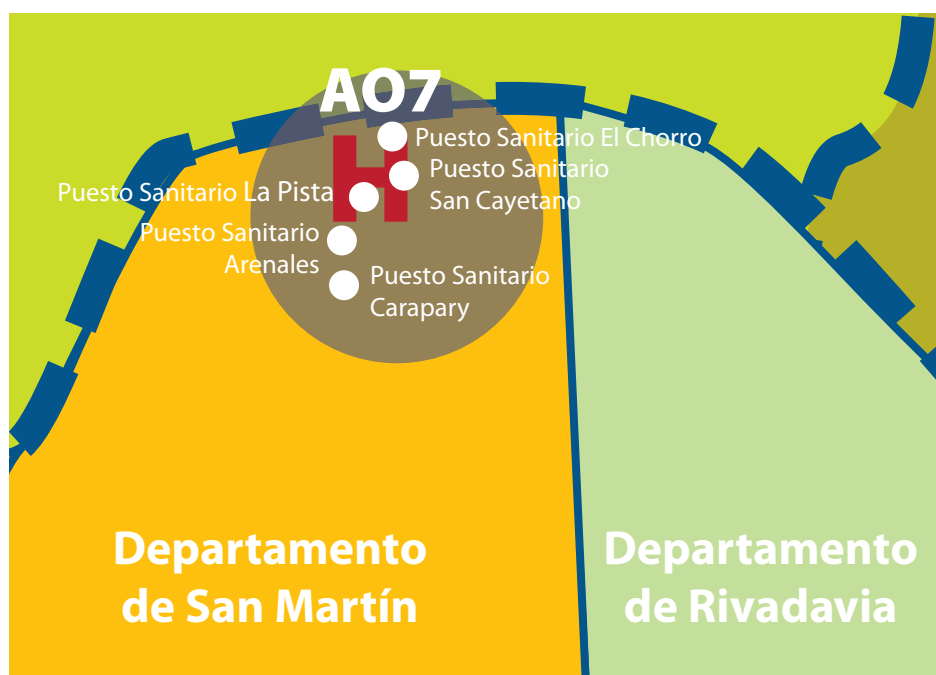 AO7
H
Puesto Sanitario El Chorro
Puesto Sanitario
San Cayetano
Puesto Sanitario La Pista
Puesto Sanitario
Arenales
Puesto Sanitario
Carapary
Departamento
de San Martín
Departamento
de Rivadavia